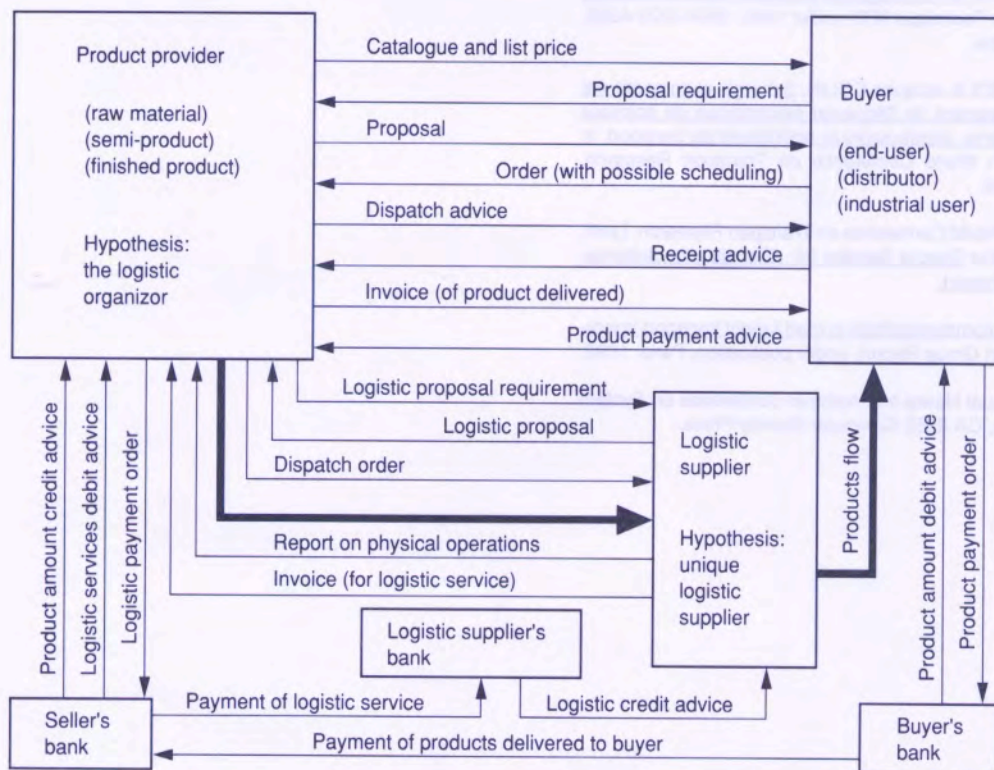 Product provider
(raw material)
(semi-product)
(finished product)
Hypothesis:
the logistic
organizor
Catalogue and list price
Proposal requirement
Proposal
Order (with possible scheduling)
Dispatch advice
Receipt advice
Invoice (of product delivered)
Product payment advice
Buyer
(end-user)
(distributor)
(industrial user)
Logistic proposal requirement
Logistic proposal
Dispatch order
Report on physical operations
Invoice (for logistic service)
Logistic
supplier
Hypothesis:
unique
logistic
supplier
Products flow
Product amount credit advice
Logistic services debit advice
Logistic payment order
Product amount debit advice
Product payment order
Logistic supplier's
bank
Seller's
bank
Payment of logistic service
Logistic credit advice
Payment of products delivered to buyer
Buyer's
bank